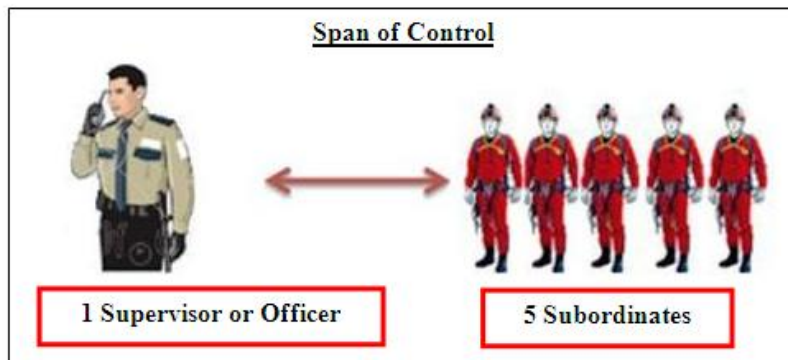 Span of Control
1 Supervisor or Officer
5 Subordinates